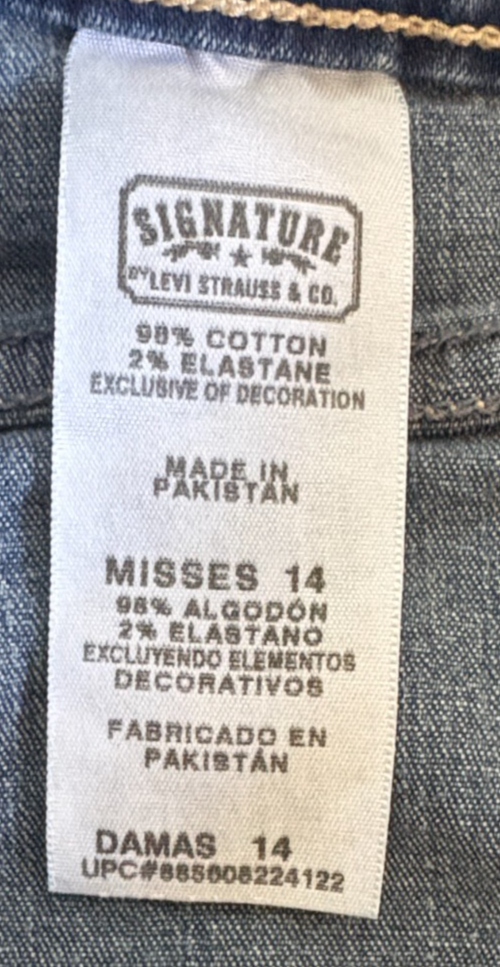 SIGNATURE
BY LEVI STRAUSS & CO.
98% COTTON
2% ELASTANE
EXCLUSIVE OF DECORATION
MADE IN
PAKISTAN
MISSES 14
98% ALGODÓN
2% ELASTANO
EXCLUYENDO ELEMENTOS
DECORATIVOS
FABRICADO EN
PAKISTÁN
DAMAS 14
UPC#885608224122